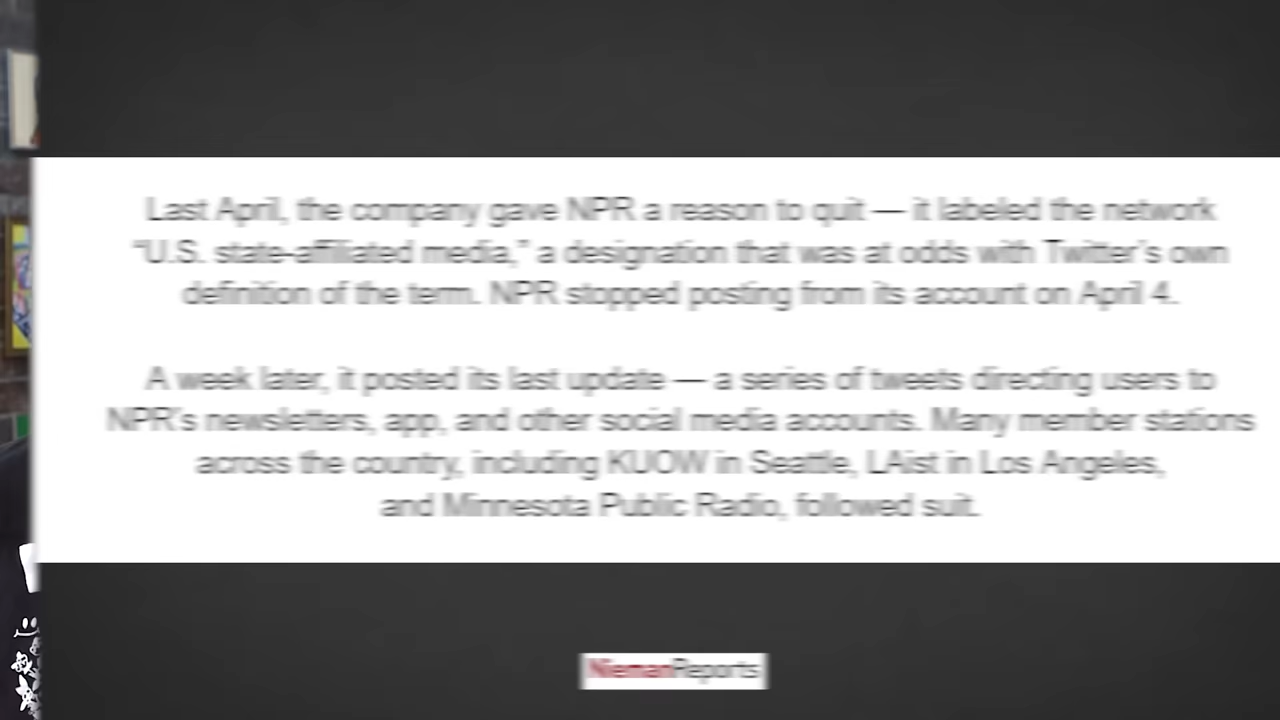 Last April, the company gave NPR a reason to quit — it labeled the network
“U.S. state-affiliated media,” a designation that was at odds with Twitter’s own
definition of the term. NPR stopped posting from its account on April 4.
A week later, it posted its last update — a series of tweets directing users to
NPR’s newsletters, app, and other social media accounts. Many member stations
across the country, including KUOW in Seattle, LAist in Los Angeles,
and Minnesota Public Radio, followed suit.
NiemanReports